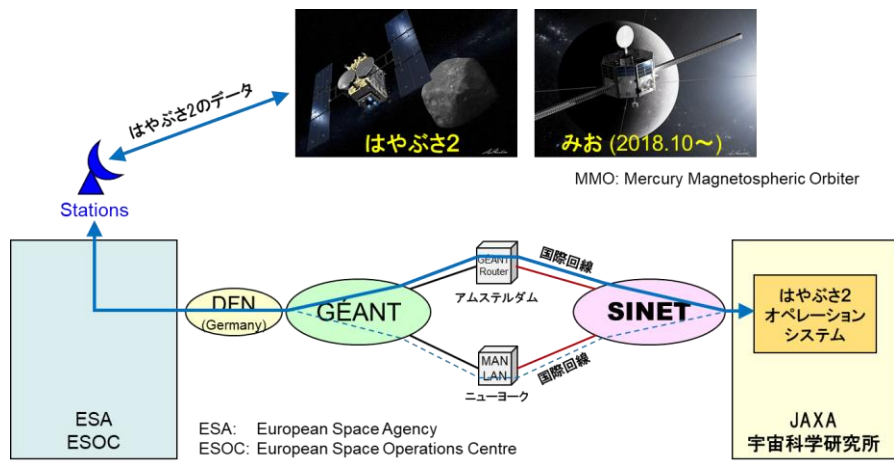 はやぶさ2のデータ
はやぶさ2
みお (2018.10～)
MMO: Mercury Magnetospheric Orbiter
Stations
DFN
(Germany)
GÉANT
GÉANT
Router
アムステルダム
国際回線
MAN
LAN
ニューヨーク
国際回線
SINET
はやぶさ2
オペレーション
システム
ESA
ESOC
ESA: European Space Agency
ESOC: European Space Operations Centre
JAXA
宇宙科学研究所